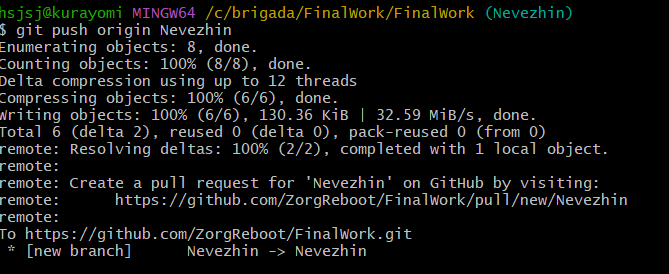 hsjsj@kurayomi MINGW64 /c/brigada/FinalWork/FinalWork (Nevezhin)
$ git push origin Nevezhin
Enumerating objects: 8, done.
Counting objects: 100% (8/8), done.
Delta compression using up to 12 threads
Compressing objects: 100% (6/6), done.
Writing objects: 100% (6/6), 130.36 KiB | 32.59 MiB/s, done.
Total 6 (delta 2), reused 0 (delta 0), pack-reused 0 (from 0)
remote: Resolving deltas: 100% (2/2), completed with 1 local object.
remote:
remote: Create a pull request for 'Nevezhin' on GitHub by visiting:
remote:      https://github.com/ZorgReboot/FinalWork/pull/new/Nevezhin
remote:
To https://github.com/ZorgReboot/FinalWork.git
 * [new branch]      Nevezhin -> Nevezhin